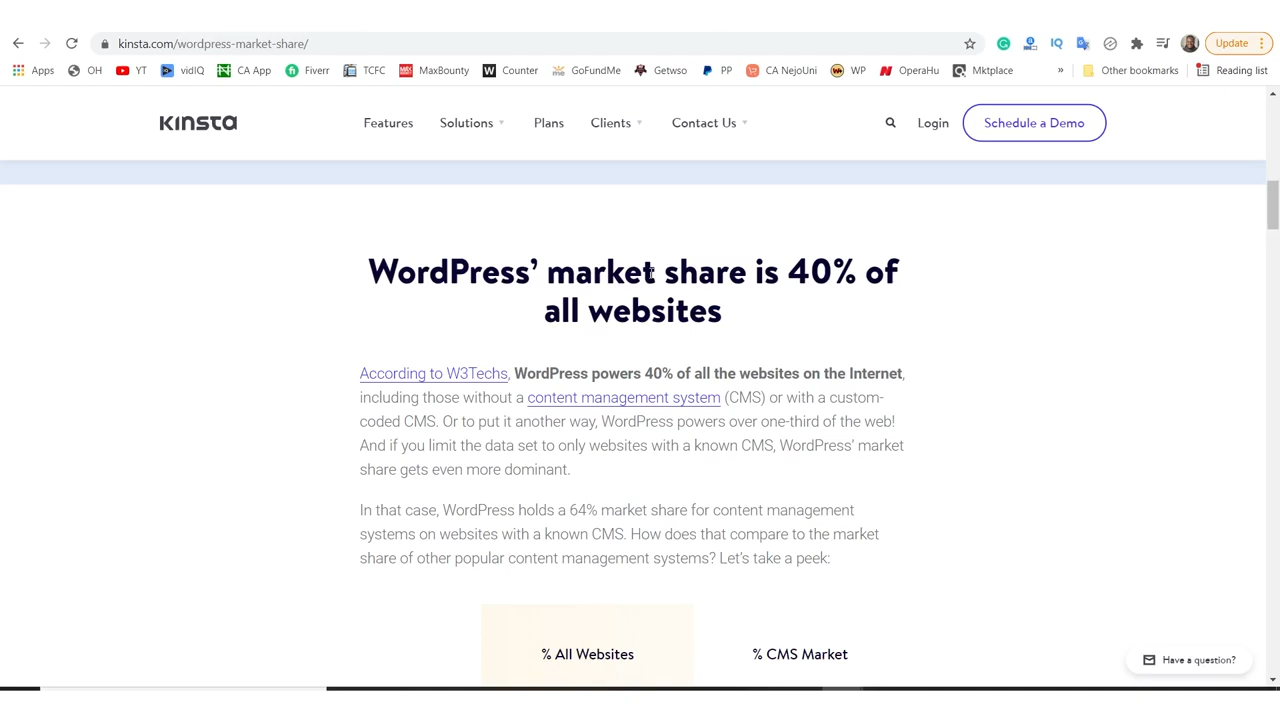 kinsta.com/wordpress-market-share/
Update
Apps OH YT vidIQ CA App Fiverr TCFC MaxBounty Counter GoFundMe Getwso PP CA NejoUni WP OperaHu Mktplace » Other bookmarks Reading list
KINSTA Features Solutions Plans Clients Contact Us Login Schedule a Demo
WordPress’ market share is 40% of
all websites
According to W3Techs, WordPress powers 40% of all the websites on the Internet,
including those without a content management system (CMS) or with a custom-
coded CMS. Or to put it another way, WordPress powers over one-third of the web!
And if you limit the data set to only websites with a known CMS, WordPress’ market
share gets even more dominant.
In that case, WordPress holds a 64% market share for content management
systems on websites with a known CMS. How does that compare to the market
share of other popular content management systems? Let’s take a peek:
% All Websites % CMS Market
Have a question?